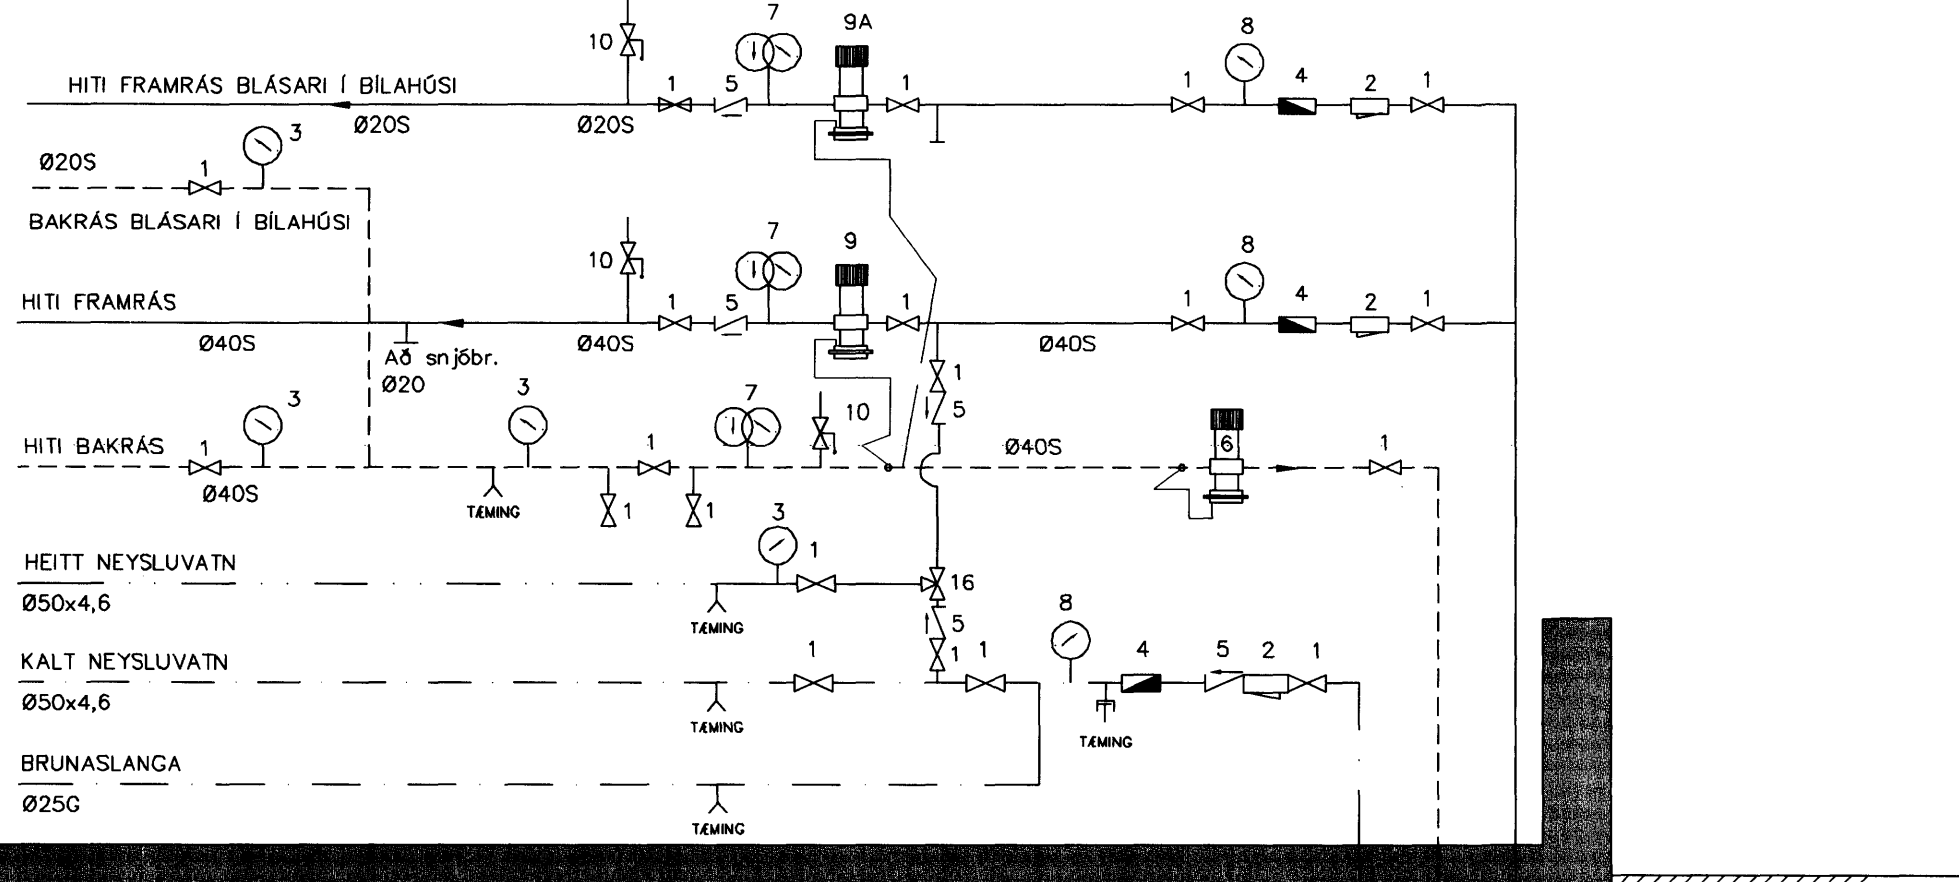 7
9A
8
10
HITI FRAMRÁS BLÁSARI Í BÍLAHÚSI
1
5
1
1
4
2
1
Ø20S
Ø20S
3
Ø20S
1
BAKRÁS BLÁSARI Í BÍLAHÚSI
7
9
8
10
HITI FRAMRÁS
1
5
1
1
4
2
1
Ø40S
Ø40S
Ø40S
Að snjóbr.
Ø20
1
3
3
7
10
5
HITI BAKRÁS
1
1
Ø40S
6
1
Ø40S
TÆMING
1
1
3
1
HEITT NEYSLUVATN
16
Ø50x4,6
8
TÆMING
5
KALT NEYSLUVATN
1
1
1
4
5
2
1
Ø50x4,6
TÆMING
TÆMING
BRUNASLANGA
Ø25G
TÆMING